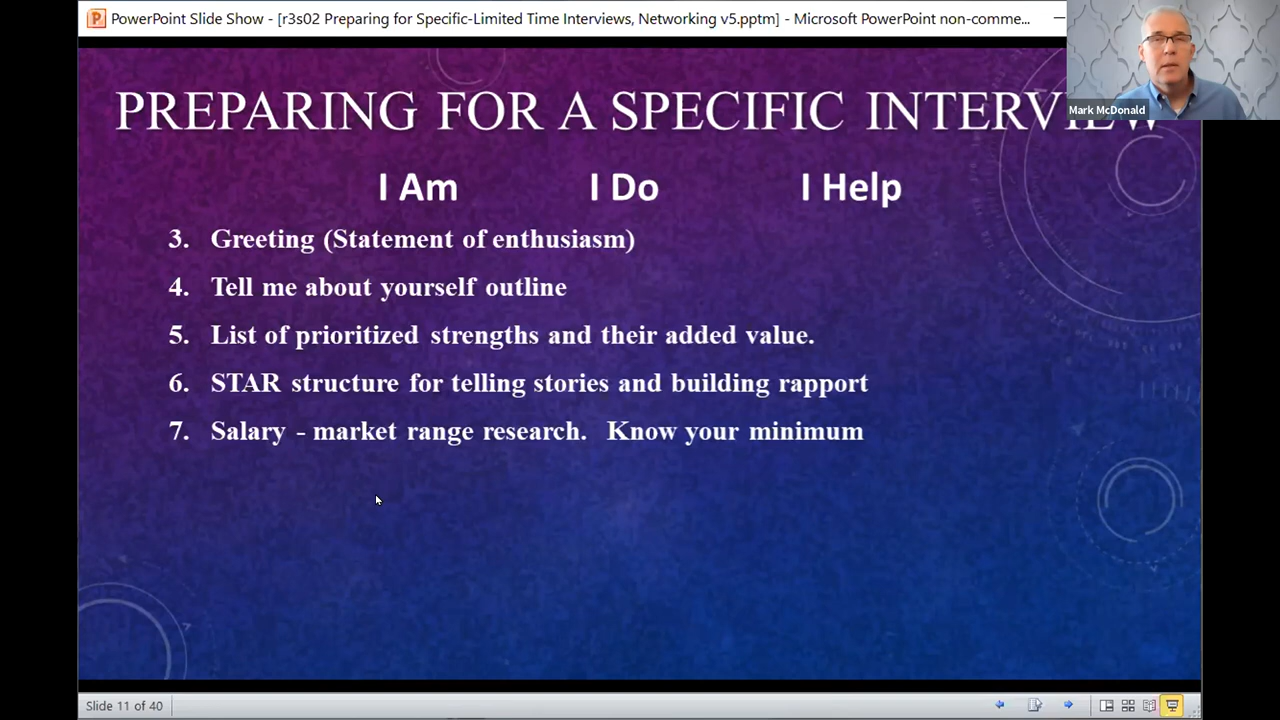 PowerPoint Slide Show - [r3s02 Preparing for Specific-Limited Time Interviews, Networking v5.pptm] - Microsoft PowerPoint non-comme...
Mark McDonald
PREPARING FOR A SPECIFIC INTERVIEW
I Am I Do I Help
3. Greeting (Statement of enthusiasm)
4. Tell me about yourself outline
5. List of prioritized strengths and their added value.
6. STAR structure for telling stories and building rapport
7. Salary - market range research. Know your minimum
Slide 11 of 40